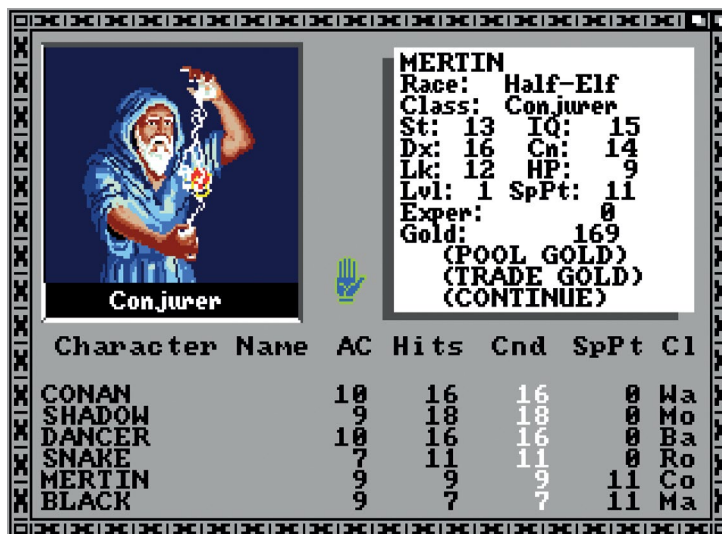 Conjurer
MERTIN
Race: Half-Elf
Class: Conjurer
St: 13 IQ: 15
Dx: 16 Cn: 14
Lk: 12 HP: 9
Lvl: 1 SpPt: 11
Exper: 0
Gold: 169
(POOL GOLD)
(TRADE GOLD)
(CONTINUE)
Character Name AC Hits Cnd SpPt Cl
CONAN 10 16 16 0 Wa
SHADOW 9 18 18 0 Mo
DANCER 10 16 16 0 Ba
SNAKE 7 11 11 0 Ro
MERTIN 9 9 9 11 Co
BLACK 9 7 7 11 Ma